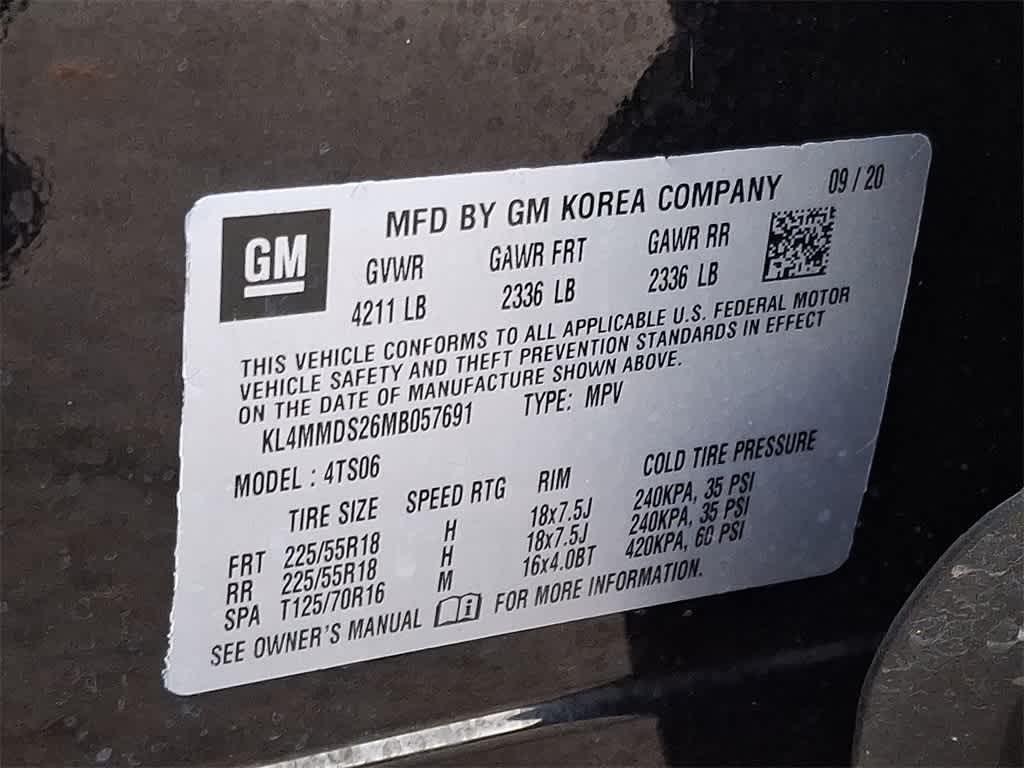 GM
MFD BY GM KOREA COMPANY 09 / 20
GVWR GAWR FRT GAWR RR
4211 LB 2336 LB 2336 LB
THIS VEHICLE CONFORMS TO ALL APPLICABLE U.S. FEDERAL MOTOR
VEHICLE SAFETY AND THEFT PREVENTION STANDARDS IN EFFECT
ON THE DATE OF MANUFACTURE SHOWN ABOVE.
KL4MMDS26MB057691 TYPE: MPV
MODEL : 4TS06
TIRE SIZE SPEED RTG RIM COLD TIRE PRESSURE
FRT 225/55R18 H 18x7.5J 240KPA, 35 PSI
RR 225/55R18 H 18x7.5J 240KPA, 35 PSI
SPA T125/70R16 M 16x4.0BT 420KPA, 60 PSI
SEE OWNER'S MANUAL FOR MORE INFORMATION.